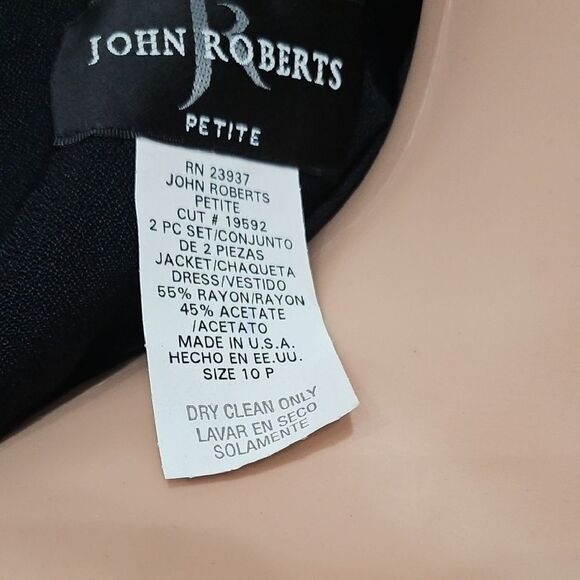 JR
JOHN ROBERTS
PETITE
RN 23937
JOHN ROBERTS
PETITE
CUT # 19592
2 PC SET/CONJUNTO
DE 2 PIEZAS
JACKET/CHAQUETA
DRESS/VESTIDO
55% RAYON/RAYON
45% ACETATE
/ACETATO
MADE IN U.S.A.
HECHO EN EE.UU.
SIZE 10 P
DRY CLEAN ONLY
LAVAR EN SECO
SOLAMENTE